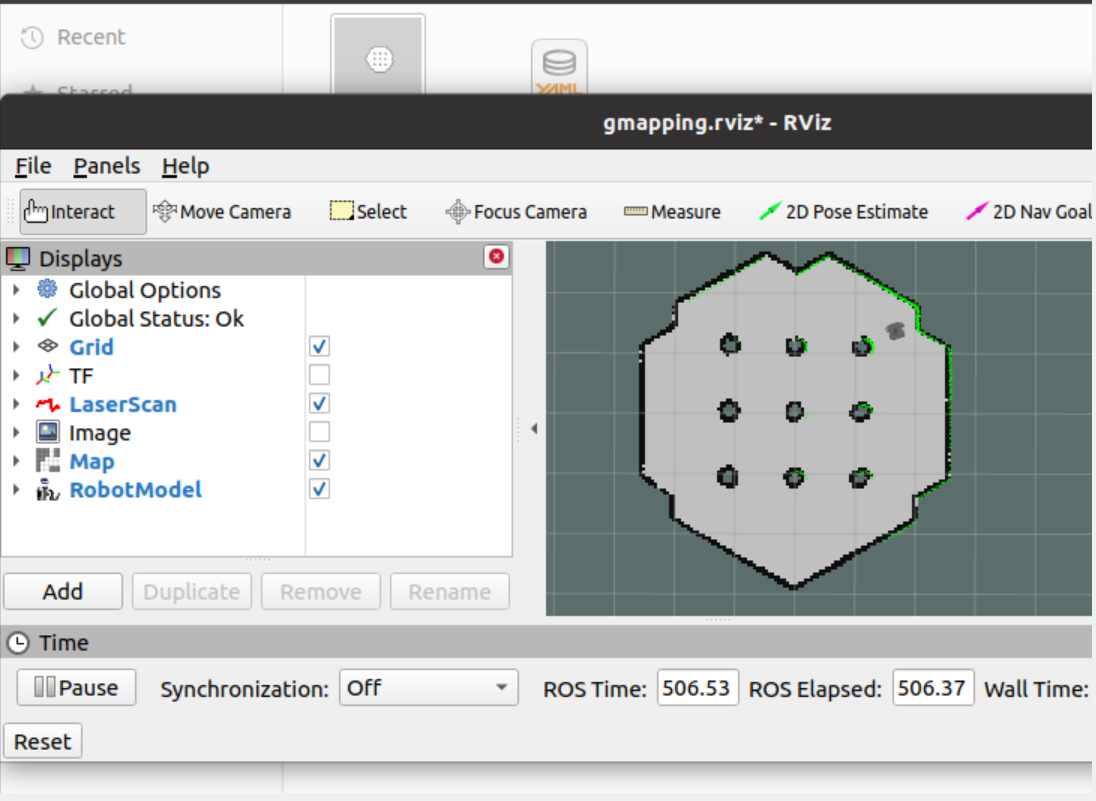 Recent
Starred
YAML
gmapping.rviz* - RViz
File Panels Help
Interact Move Camera Select Focus Camera Measure 2D Pose Estimate 2D Nav Goal
Displays
Global Options
Global Status: Ok
Grid
TF
LaserScan
Image
Map
RobotModel
Add Duplicate Remove Rename
Time
Pause Synchronization: Off ROS Time: 506.53 ROS Elapsed: 506.37 Wall Time:
Reset